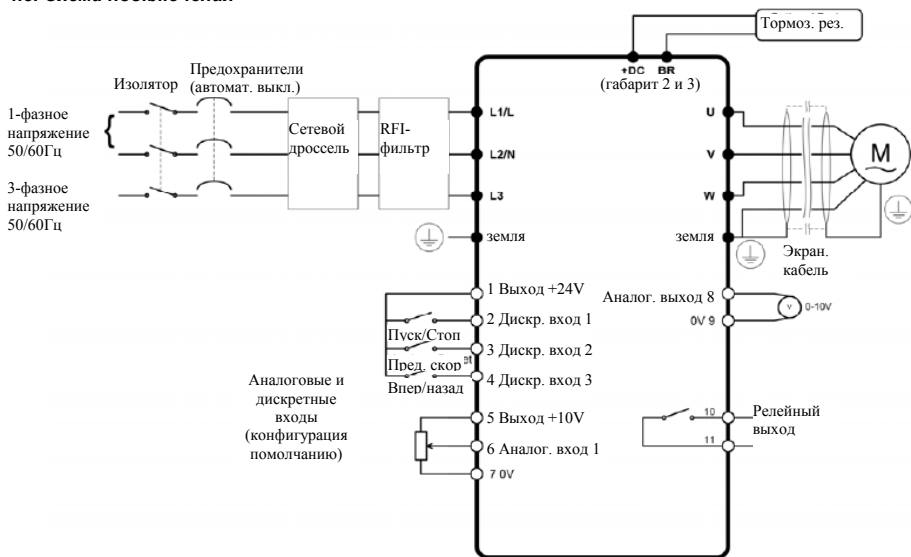 Тормоз. рез.
+DC BR
(габарит 2 и 3)
Изолятор
Предохранители
(автомат. выкл.)
1-фазное
напряжение
50/60Гц
3-фазное
напряжение
50/60Гц
Сетевой
дроссель
RFI-
фильтр
L1/L
L2/N
L3
земля
U
V
W
земля
M
Экран.
кабель
1 Выход +24V
2 Дискр. вход 1
3 Дискр. вход 2
4 Дискр. вход 3
Пуск/Стоп
Пред. скор
Впер/назад
Аналоговые и
дискретные
входы
(конфигурация
помолчанию)
5 Выход +10V
6 Аналог. вход 1
7 0V
Аналог. выход 8
0V 9
V
0-10V
10
11
Релейный
выход